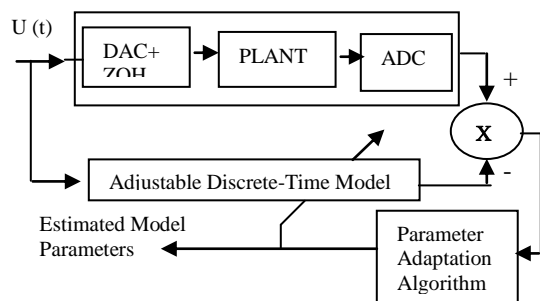 U (t)
DAC+
ZOH
PLANT
ADC
+
X
-
Adjustable Discrete-Time Model
Estimated Model
Parameters
Parameter
Adaptation
Algorithm